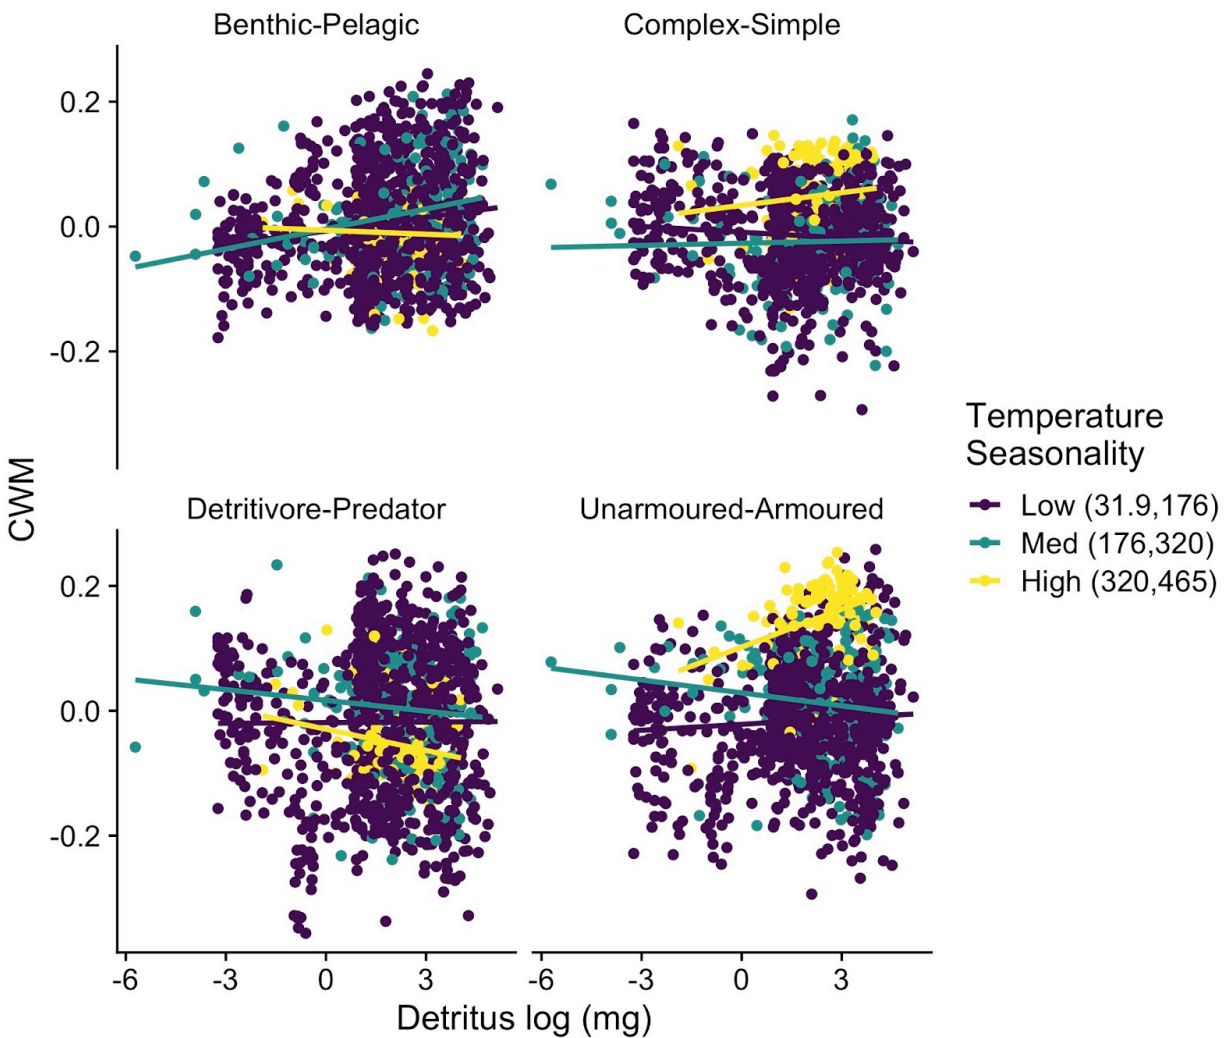 Benthic-Pelagic
Complex-Simple
0.2
0.0
-0.2
CWM
Detritivore-Predator
Unarmoured-Armoured
0.2
0.0
-0.2
-6 -3 0 3
-6 -3 0 3
Detritus log (mg)
Temperature
Seasonality
Low (31.9,176)
Med (176,320)
High (320,465)